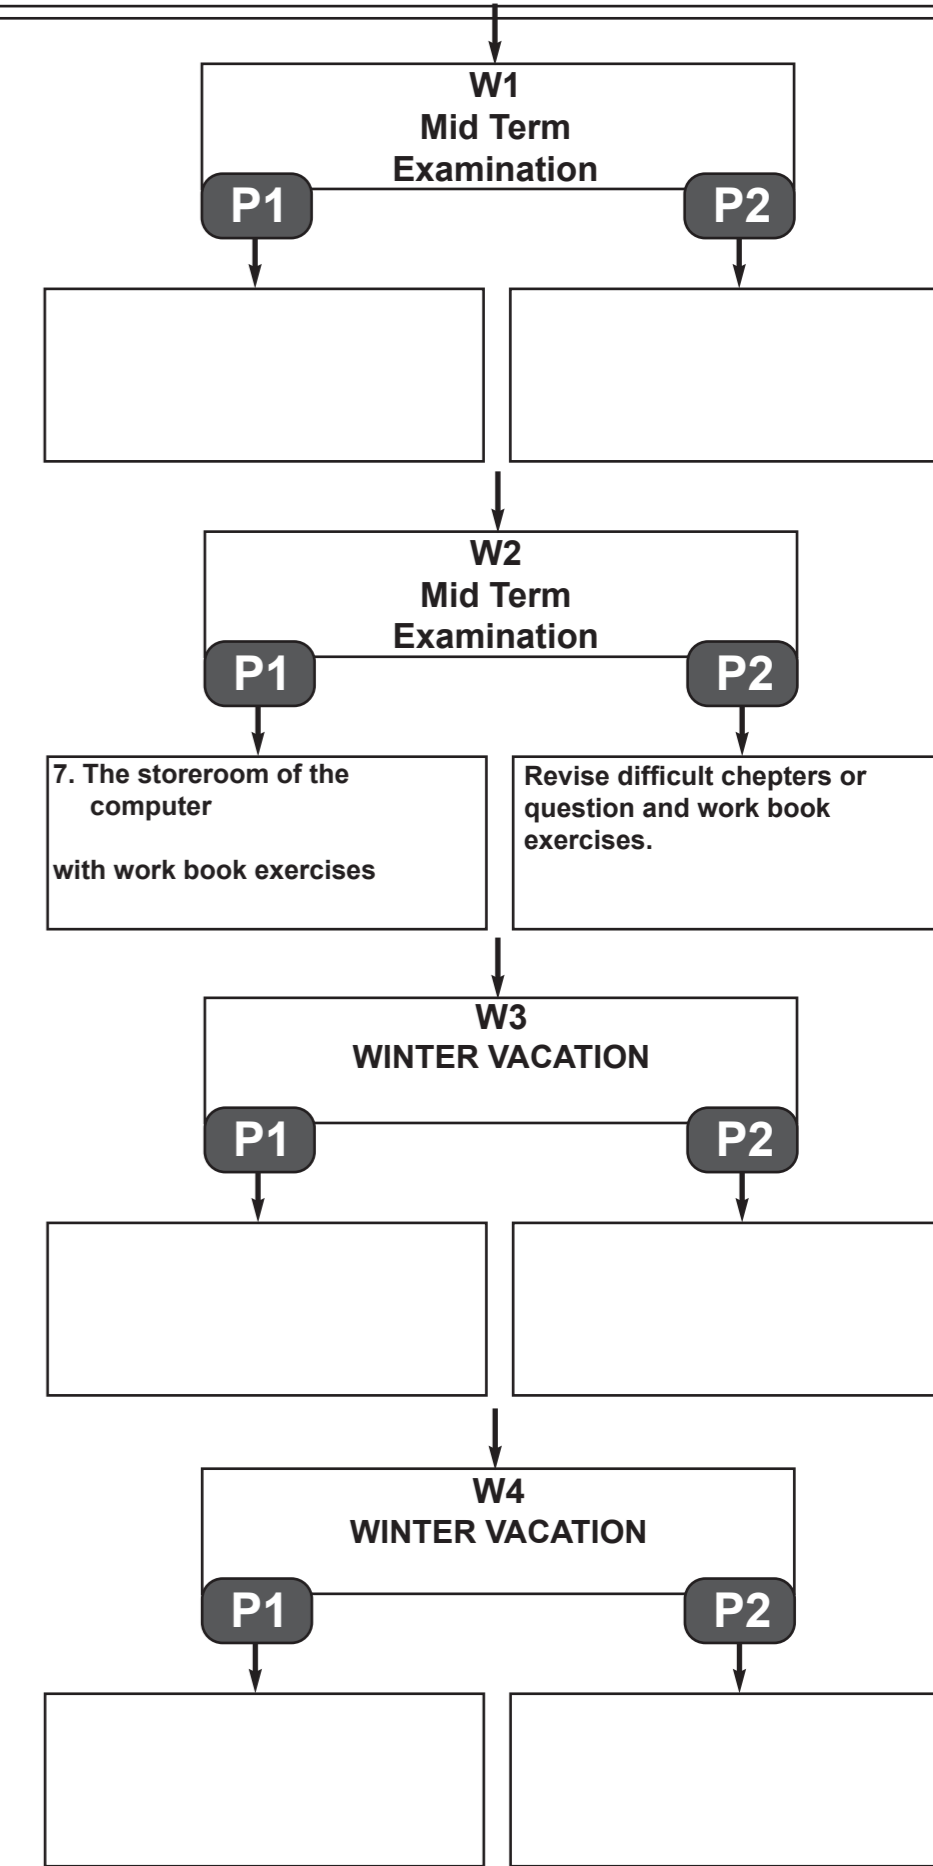 W1
Mid Term
Examination
P1
P2
W2
Mid Term
Examination
P1
P2
7. The storeroom of the
computer
with work book exercises
Revise difficult chepters or
question and work book
exercises.
W3
WINTER VACATION
P1
P2
W4
WINTER VACATION
P1
P2